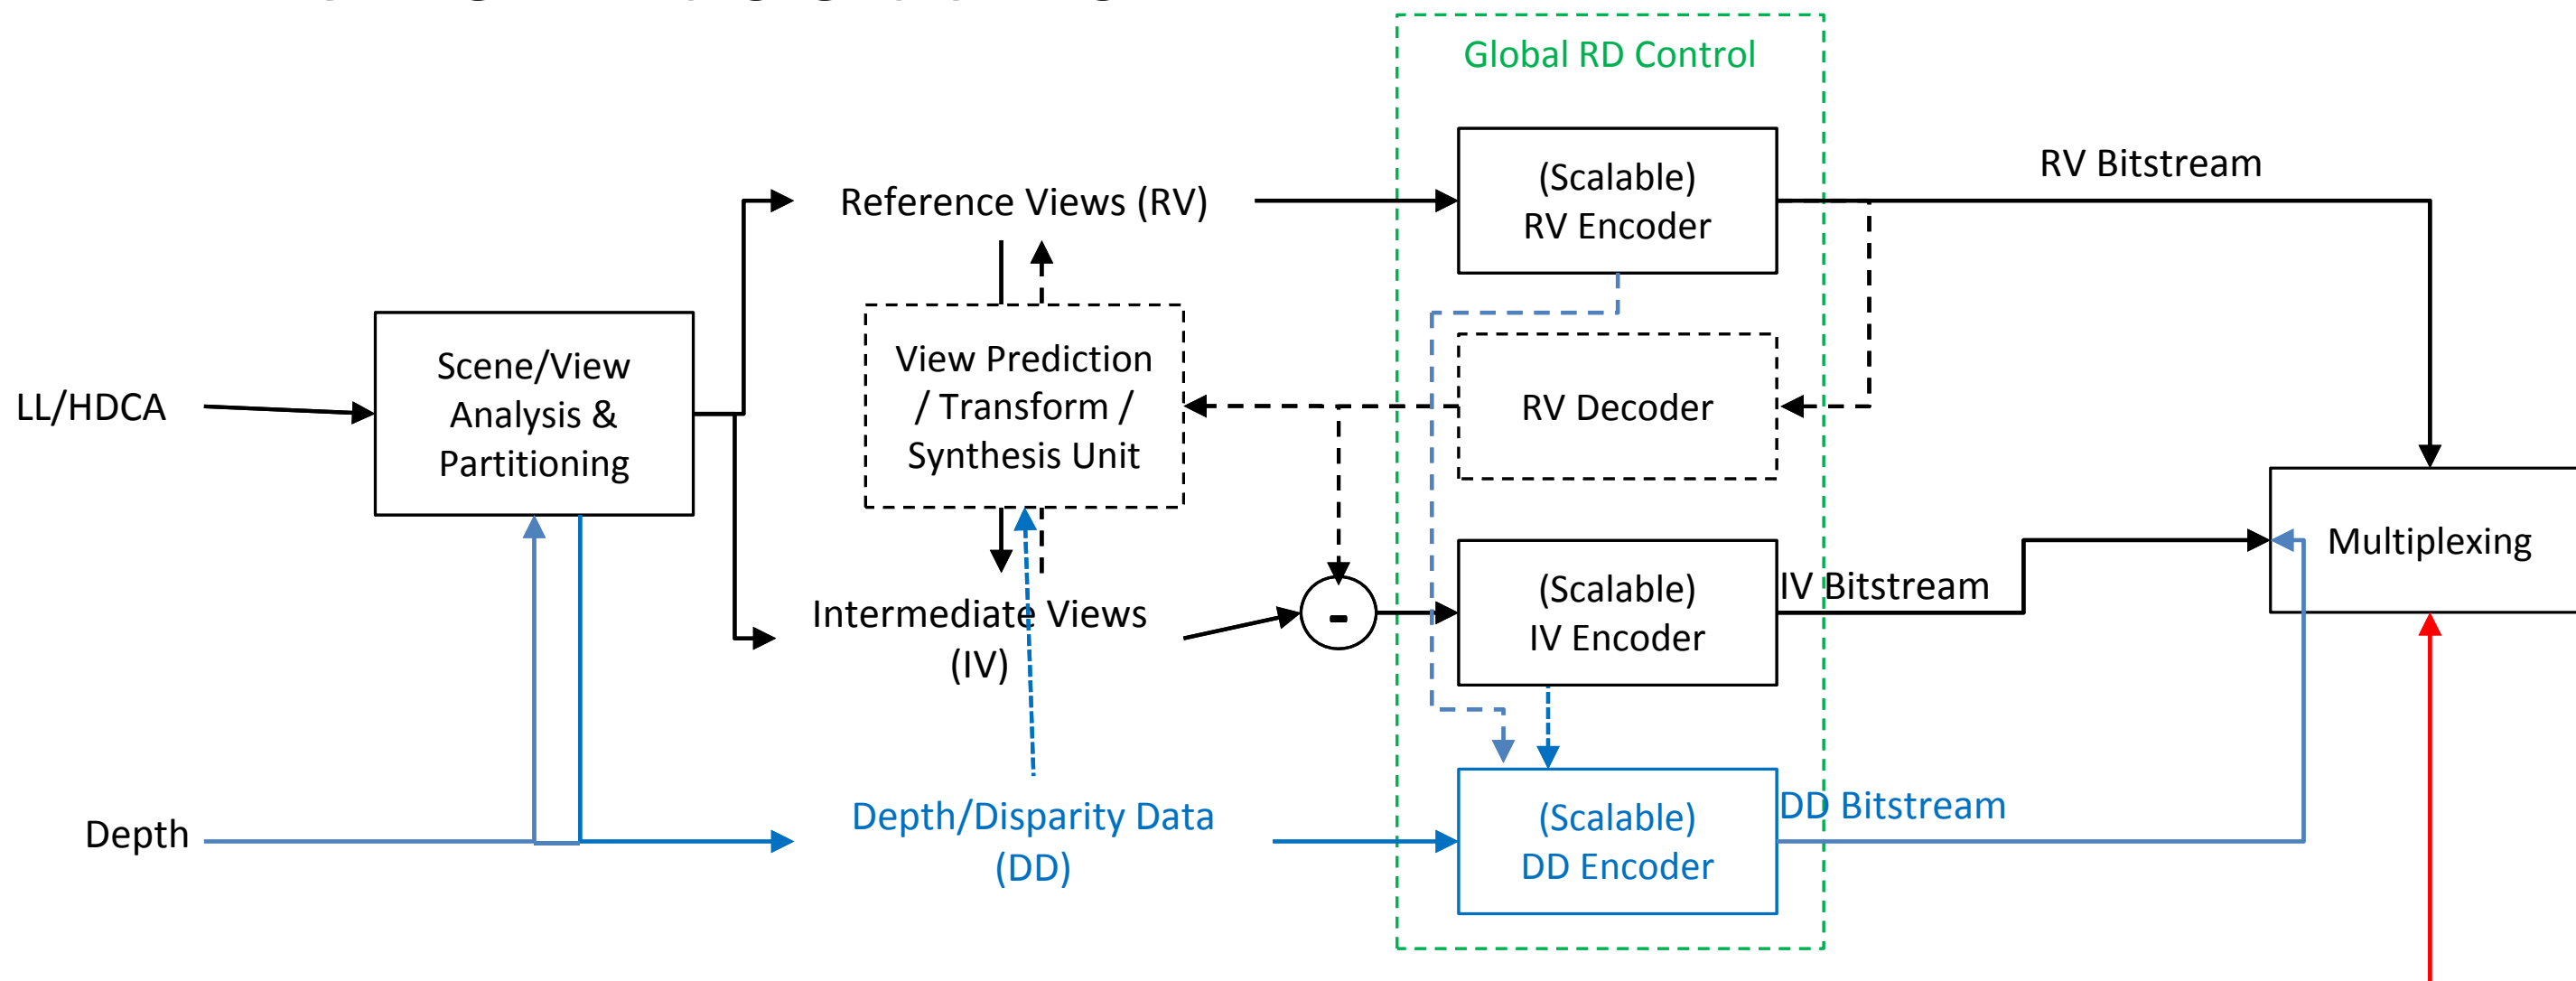 Global RD Control
Reference Views (RV)
(Scalable)
RV Encoder
RV Bitstream
LL/HDCA
Scene/View
Analysis &
Partitioning
View Prediction
/ Transform /
Synthesis Unit
RV Decoder
Intermediate Views
(IV)
-
(Scalable)
IV Encoder
IV Bitstream
Multiplexing
Depth
Depth/Disparity Data
(DD)
(Scalable)
DD Encoder
DD Bitstream